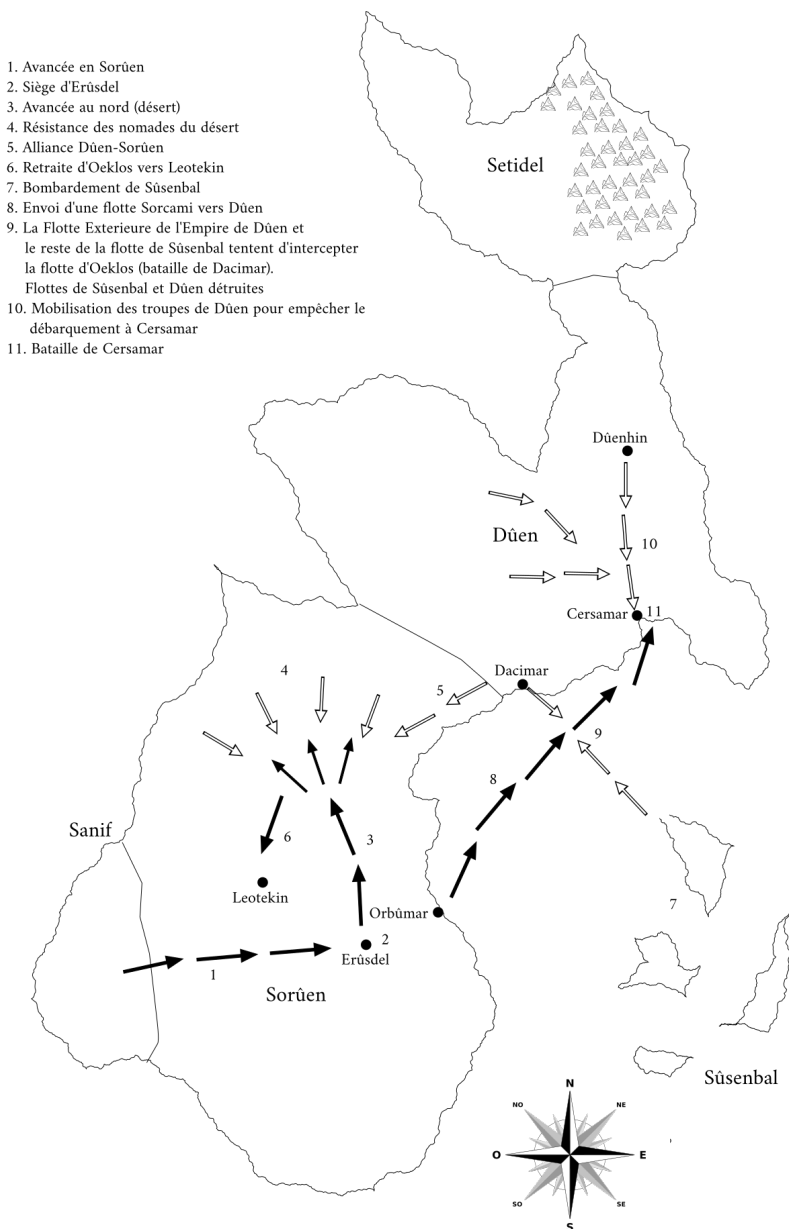 1. Avancée en Sorûen
2. Siège d'Erûsdel
3. Avancée au nord (désert)
4. Résistance des nomades du désert
5. Alliance Dûen-Sorûen
6. Retraite d'Oeklos vers Leotekin
7. Bombardement de Sûsenbal
8. Envoi d'une flotte Sorcami vers Dûen
9. La Flotte Exterieure de l'Empire de Dûen et
le reste de la flotte de Sûsenbal tentent d'intercepter
la flotte d'Oeklos (bataille de Dacimar).
Flottes de Sûsenbal et Dûen détruites
10. Mobilisation des troupes de Dûen pour empêcher le
débarquement à Cersamar
11. Bataille de Cersamar
Setidel
Dûenhin
Dûen
10
Cersamar
11
4
Dacimar
5
9
8
Sanif
6
3
Leotekin
Orbûmar
7
2
Erûsdel
1
Sorûen
Sûsenbal
N
NO
NE
O
E
SO
SE
S